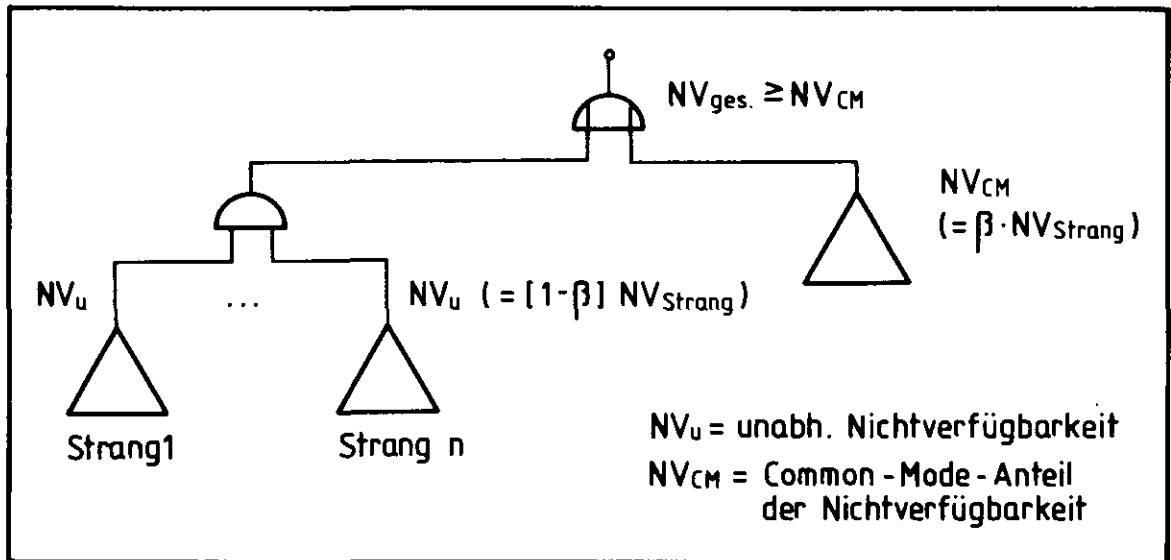 NVges. ≥ NVCM
NVCM
(= β · NVStrang)
NVu ... NVu (= [1-β] NVStrang)
Strang1 Strang n
NVu = unabh. Nichtverfügbarkeit
NVCM = Common-Mode-Anteil
der Nichtverfügbarkeit